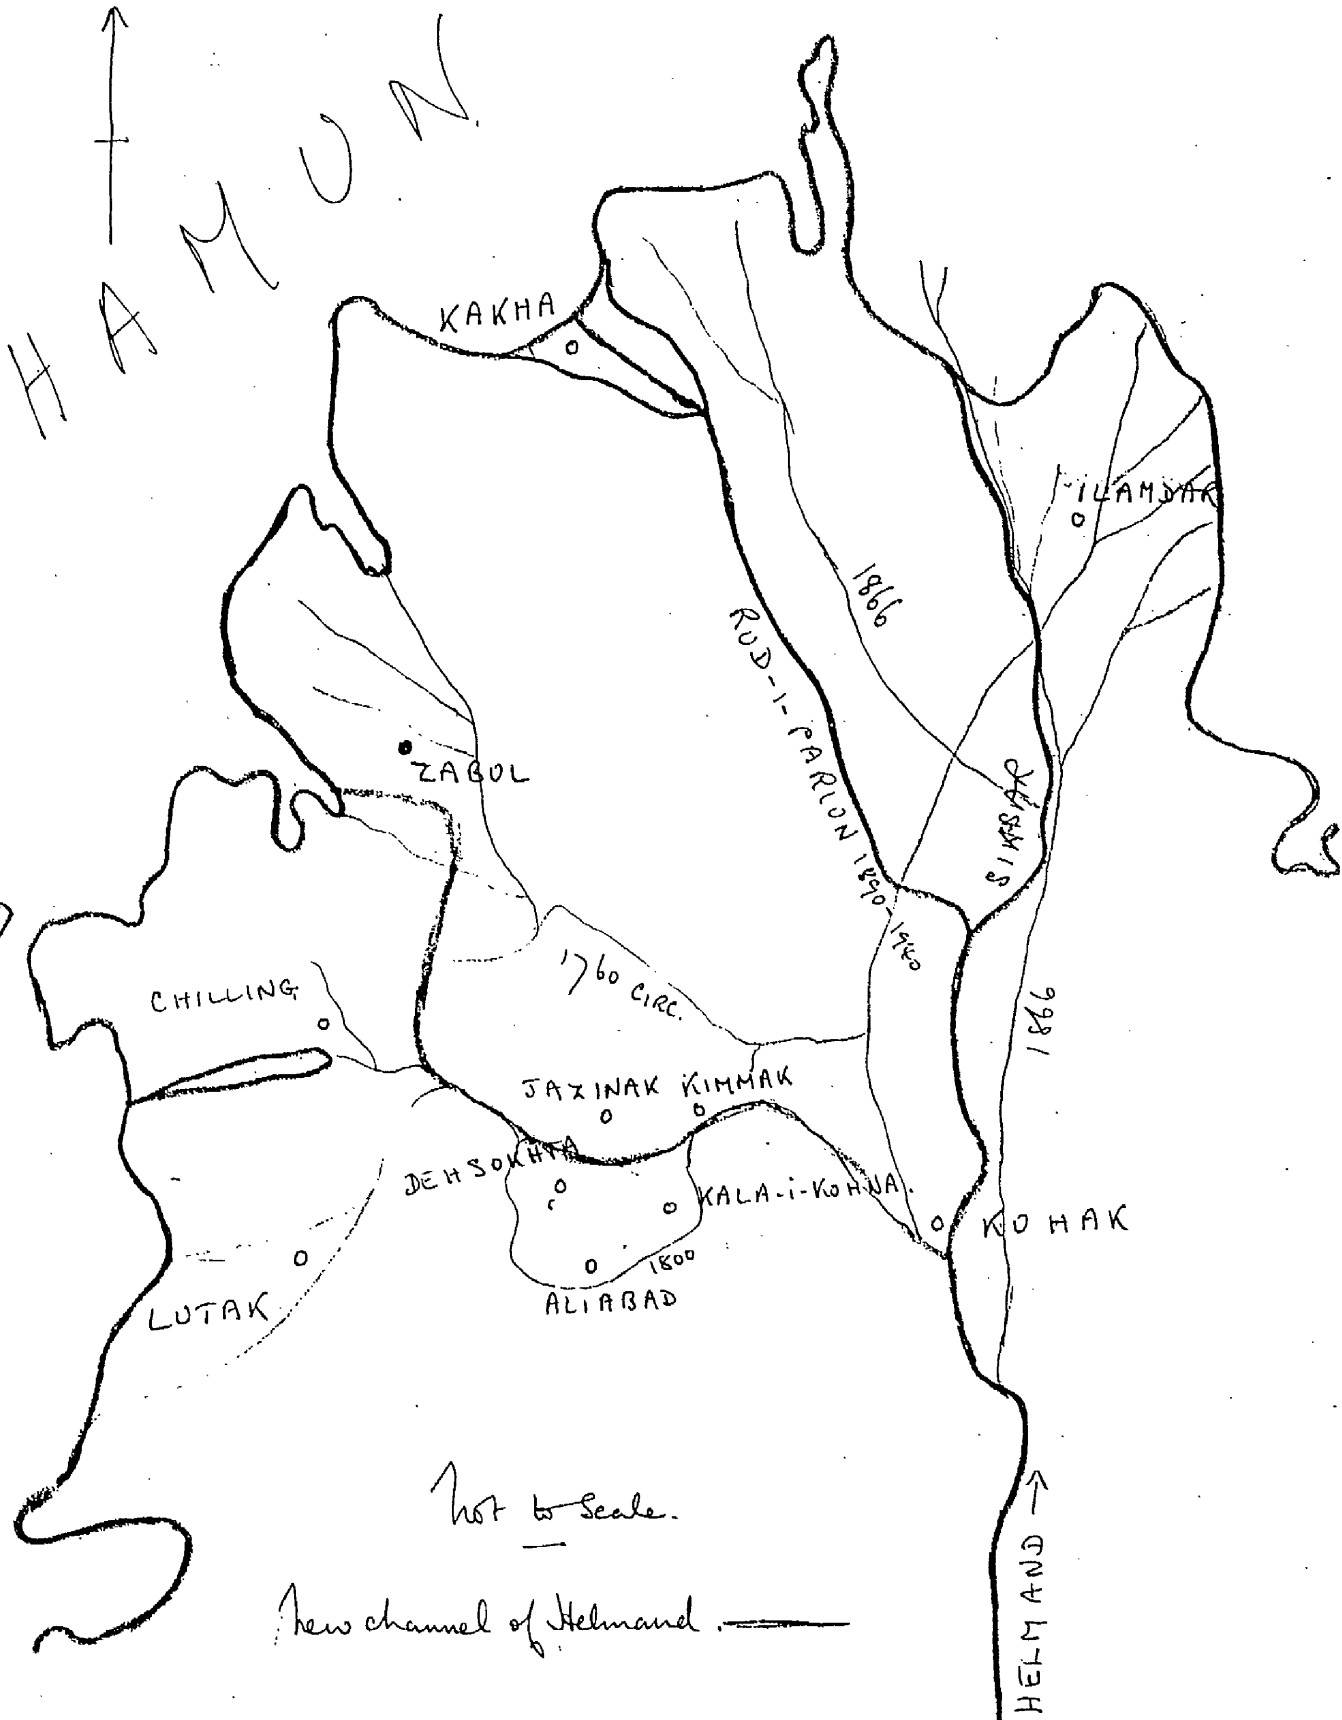 HAMUN
KAKHA
ILAMDAR
1866
RUD-I-PARION 1890-1940
ZABOL
SIKSAR
1760 CIRC.
CHILLING
1866
JAZINAK KIMMAK
DEHSOKHTA
KALA-i-KOHNA.
KOHAK
1800
LUTAK
ALIABAD
Not to Scale.
New channel of Helmand.
HELMAND →